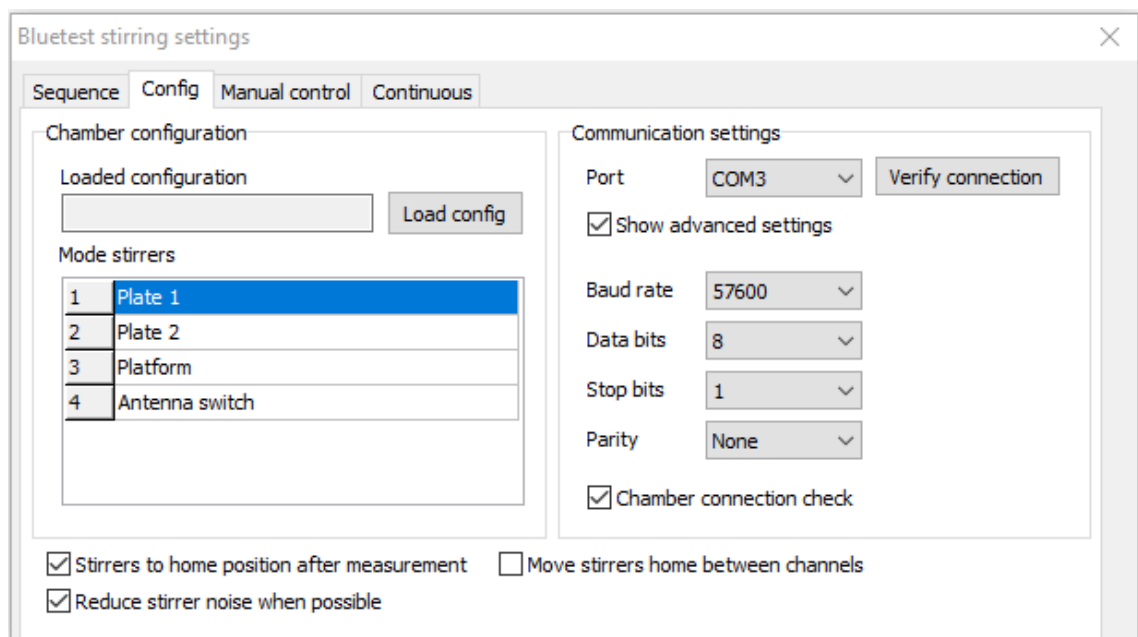 Bluetest stirring settings
Sequence Config Manual control Continuous
Chamber configuration
Loaded configuration
Load config
Mode stirrers
1 Plate 1
2 Plate 2
3 Platform
4 Antenna switch
Communication settings
Port COM3 Verify connection
Show advanced settings
Baud rate 57600
Data bits 8
Stop bits 1
Parity None
Chamber connection check
Stirrers to home position after measurement Move stirrers home between channels
Reduce stirrer noise when possible